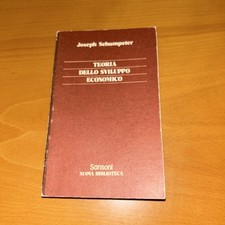 Joseph Schumpeter
TEORIA
DELLO SVILUPPO
ECONOMICO
Sansoni
NUOVA BIBLIOTECA